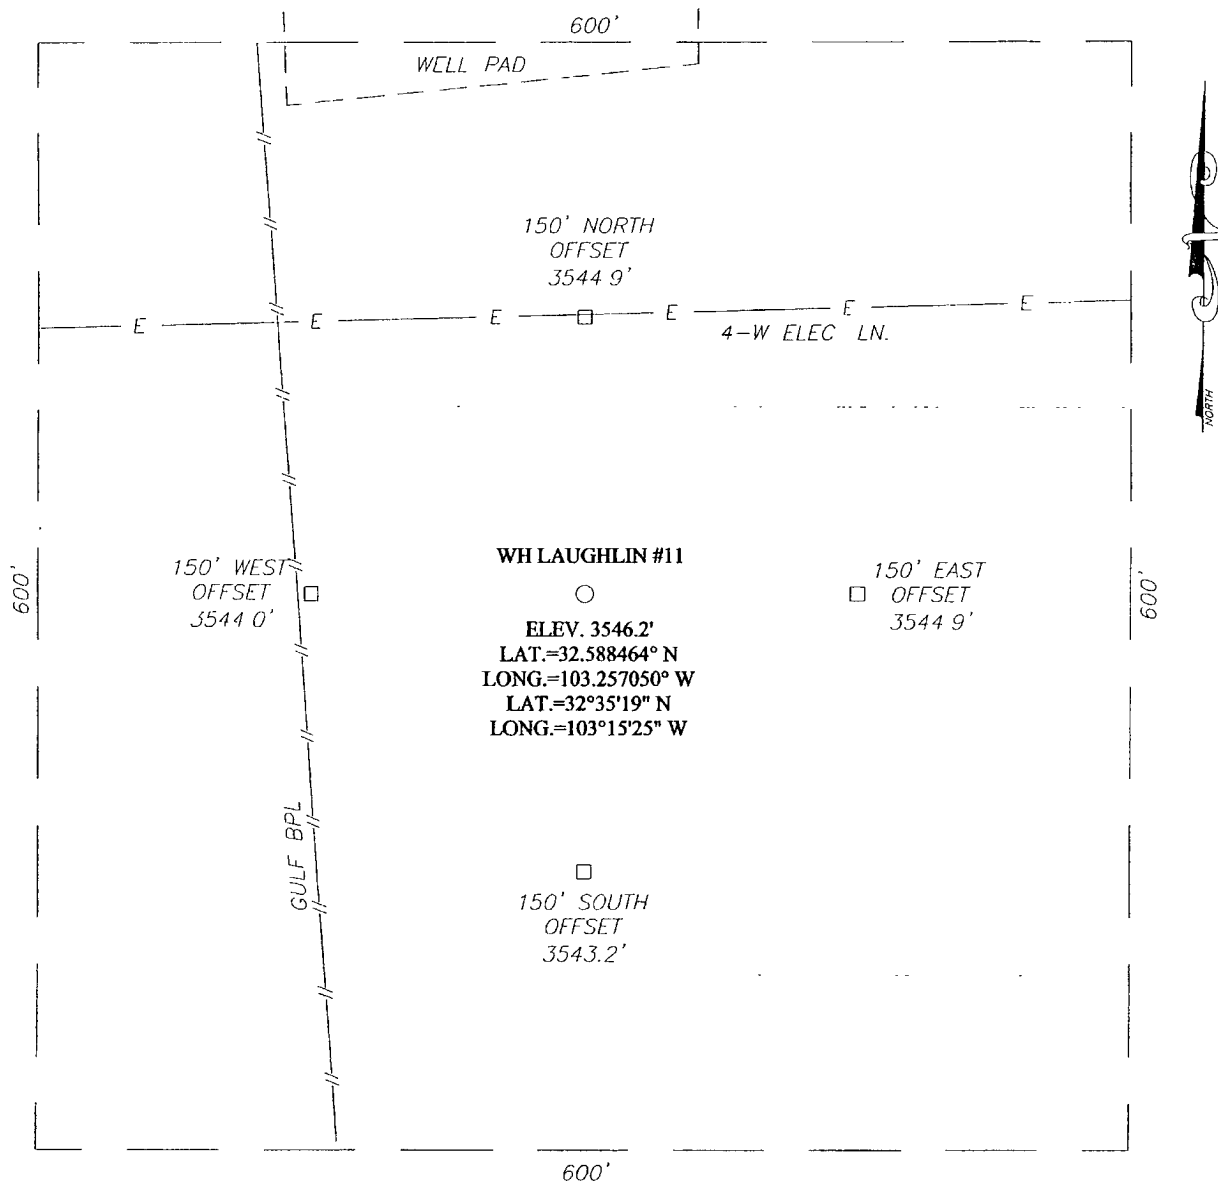 600'
WELL PAD
150' NORTH
OFFSET
3544 9'
E E E E E E
4-W ELEC LN.
NORTH
WH LAUGHLIN #11
600'
150' WEST
OFFSET
3544 0'
150' EAST
OFFSET
3544 9'
600'
ELEV. 3546.2'
LAT.=32.588464° N
LONG.=103.257050° W
LAT.=32°35'19" N
LONG.=103°15'25" W
GULF BPL
150' SOUTH
OFFSET
3543.2'
600'